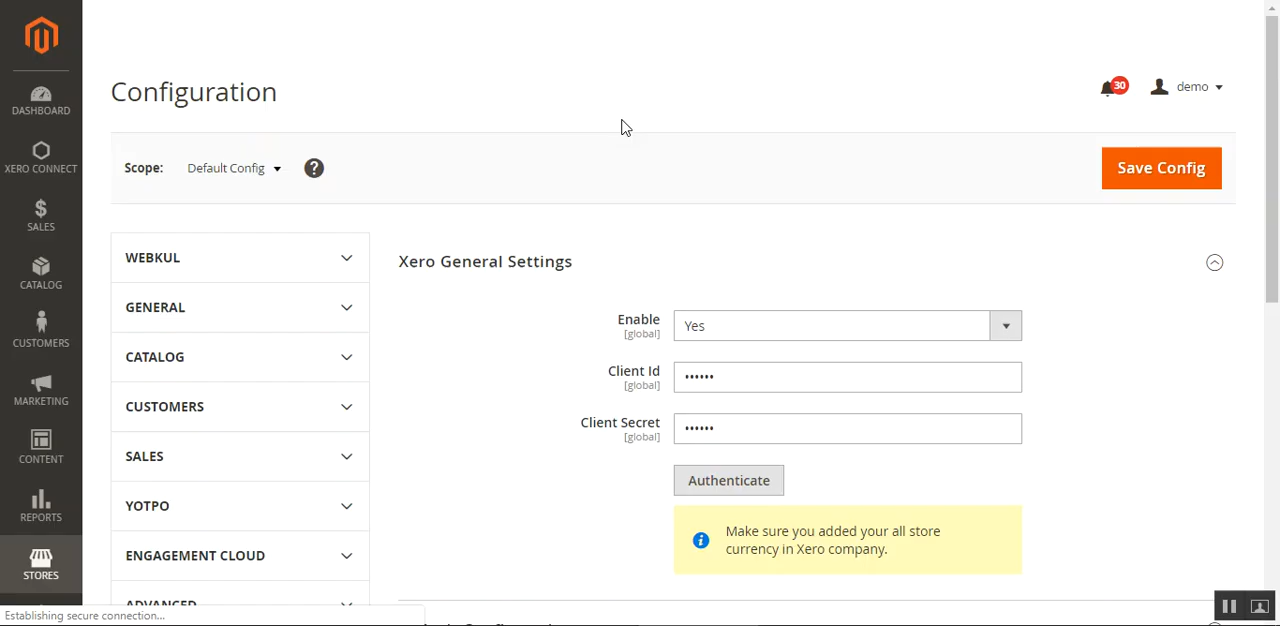 Configuration
30
demo
Scope:
Default Config
?
Save Config
DASHBOARD
XERO CONNECT
SALES
CATALOG
CUSTOMERS
MARKETING
CONTENT
REPORTS
STORES
WEBKUL
GENERAL
CATALOG
CUSTOMERS
SALES
YOTPO
ENGAGEMENT CLOUD
ADVANCED
Xero General Settings
Enable
[global]
Yes
Client Id
[global]
••••••
Client Secret
[global]
••••••
Authenticate
Make sure you added your all store
currency in Xero company.
Establishing secure connection...